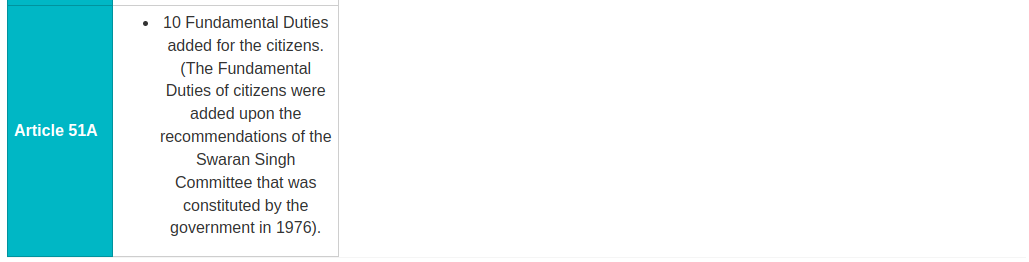 Article 51A
• 10 Fundamental Duties
added for the citizens.
(The Fundamental
Duties of citizens were
added upon the
recommendations of the
Swaran Singh
Committee that was
constituted by the
government in 1976).